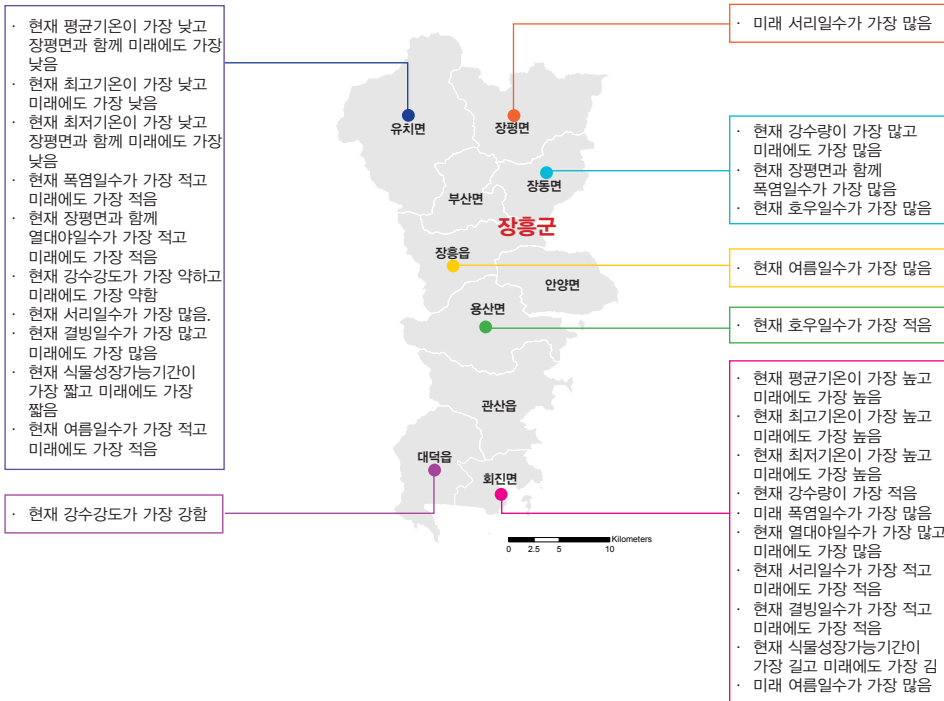 · 현재 평균기온이 가장 낮고
장평면과 함께 미래에도 가장
낮음
· 현재 최고기온이 가장 낮고
미래에도 가장 낮음
· 현재 최저기온이 가장 낮고
장평면과 함께 미래에도 가장
낮음
· 현재 폭염일수가 가장 적고
미래에도 가장 적음
· 현재 장평면과 함께
열대야일수가 가장 적고
미래에도 가장 적음
· 현재 강수강도가 가장 약하고
미래에도 가장 약함
· 현재 서리일수가 가장 많음.
· 현재 결빙일수가 가장 많고
미래에도 가장 많음
· 현재 식물성장가능기간이
가장 짧고 미래에도 가장
짧음
· 현재 여름일수가 가장 적고
미래에도 가장 적음
· 현재 강수강도가 가장 강함
유치면
장평면
장동면
부산면
장흥군
장흥읍
안양면
용산면
관산읍
대덕읍
회진면
Kilometers
0 2.5 5 10
· 미래 서리일수가 가장 많음
· 현재 강수량이 가장 많고
미래에도 가장 많음
· 현재 장평면과 함께
폭염일수가 가장 많음
· 현재 호우일수가 가장 많음
· 현재 여름일수가 가장 많음
· 현재 호우일수가 가장 적음
· 현재 평균기온이 가장 높고
미래에도 가장 높음
· 현재 최고기온이 가장 높고
미래에도 가장 높음
· 현재 최저기온이 가장 높고
미래에도 가장 높음
· 현재 강수량이 가장 적음
· 미래 폭염일수가 가장 많음
· 현재 열대야일수가 가장 많고
미래에도 가장 많음
· 현재 서리일수가 가장 적고
미래에도 가장 적음
· 현재 결빙일수가 가장 적고
미래에도 가장 적음
· 현재 식물성장가능기간이
가장 길고 미래에도 가장 김
· 미래 여름일수가 가장 많음